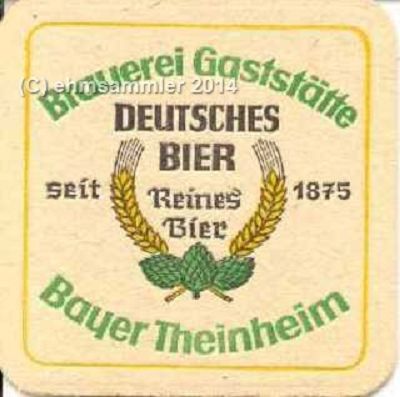 (C) ehmsammler 2014
Brauerei Gaststätte
DEUTSCHES
BIER
seit Reines 1875
Bier
Bayer Theinheim